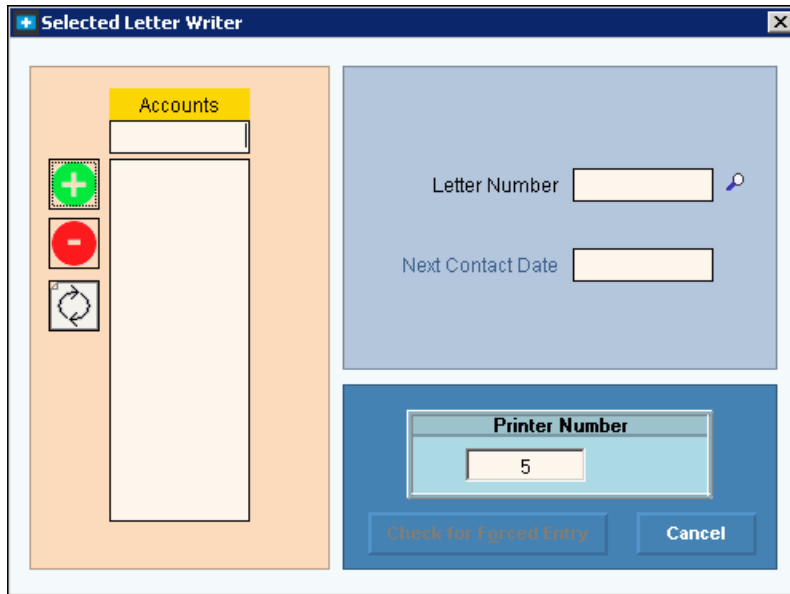 Selected Letter Writer
Accounts
Letter Number
Next Contact Date
Printer Number
5
Check for Forced Entry
Cancel